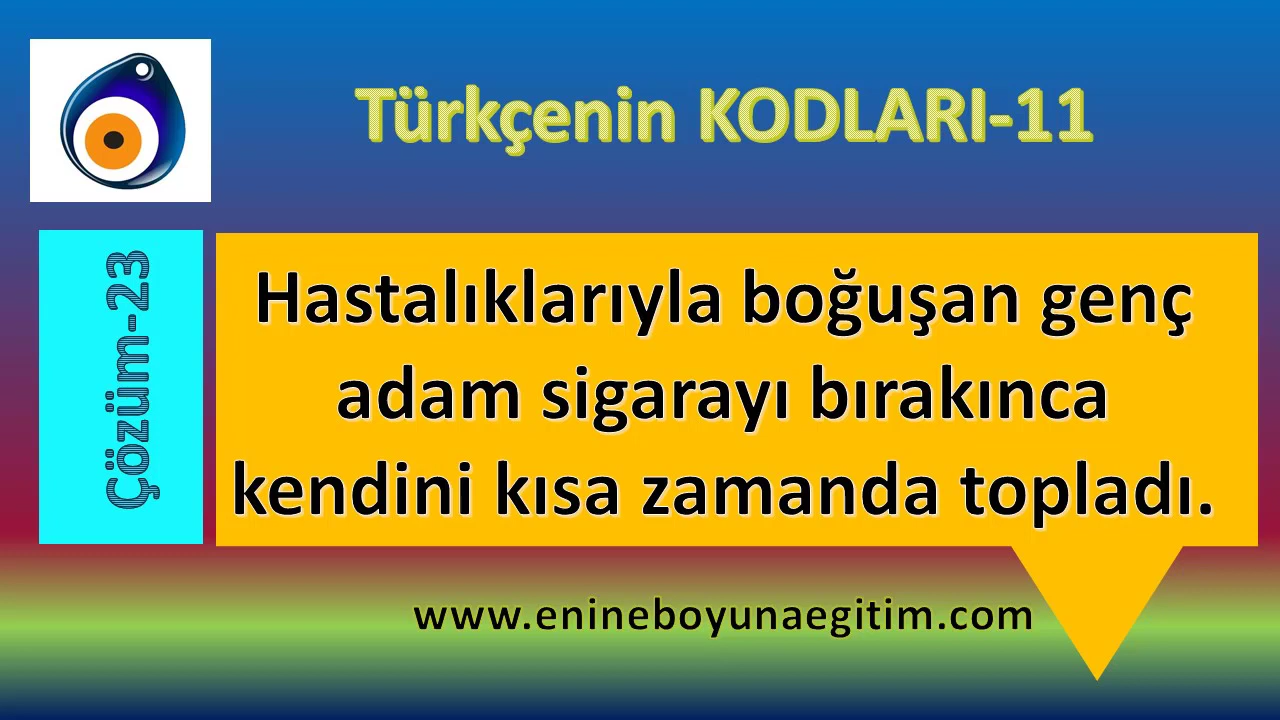 Türkçenin KODLARI-11
Çözüm-23
Hastalıklarıyla boğuşan genç
adam sigarayı bırakınca
kendini kısa zamanda topladı.
www.enineboyunaegitim.com